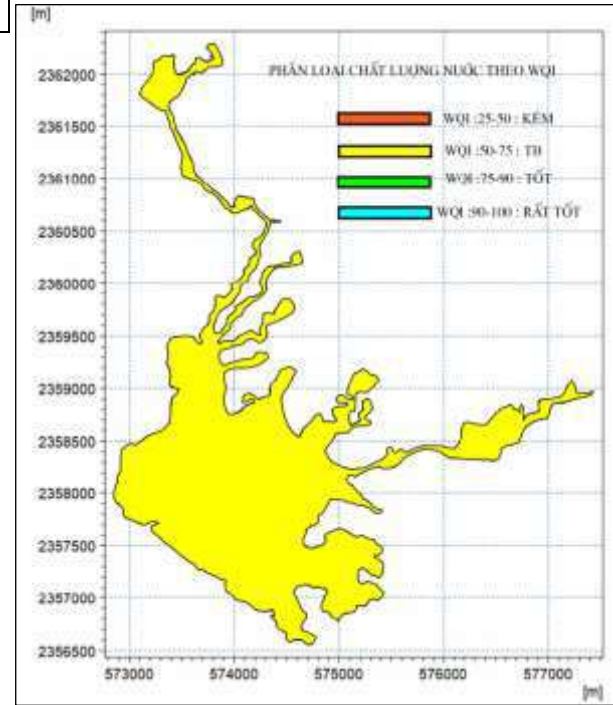 [m]
PHÂN LOẠI CHẤT LƯỢNG NƯỚC THEO WQI
WQI :25-50 : KÉM
WQI :50-75 : TB
WQI :75-90 : TỐT
WQI :90-100 : RẤT TỐT
2362000
2361500
2361000
2360500
2360000
2359500
2359000
2358500
2358000
2357500
2357000
2356500
573000 574000 575000 576000 577000
[m]